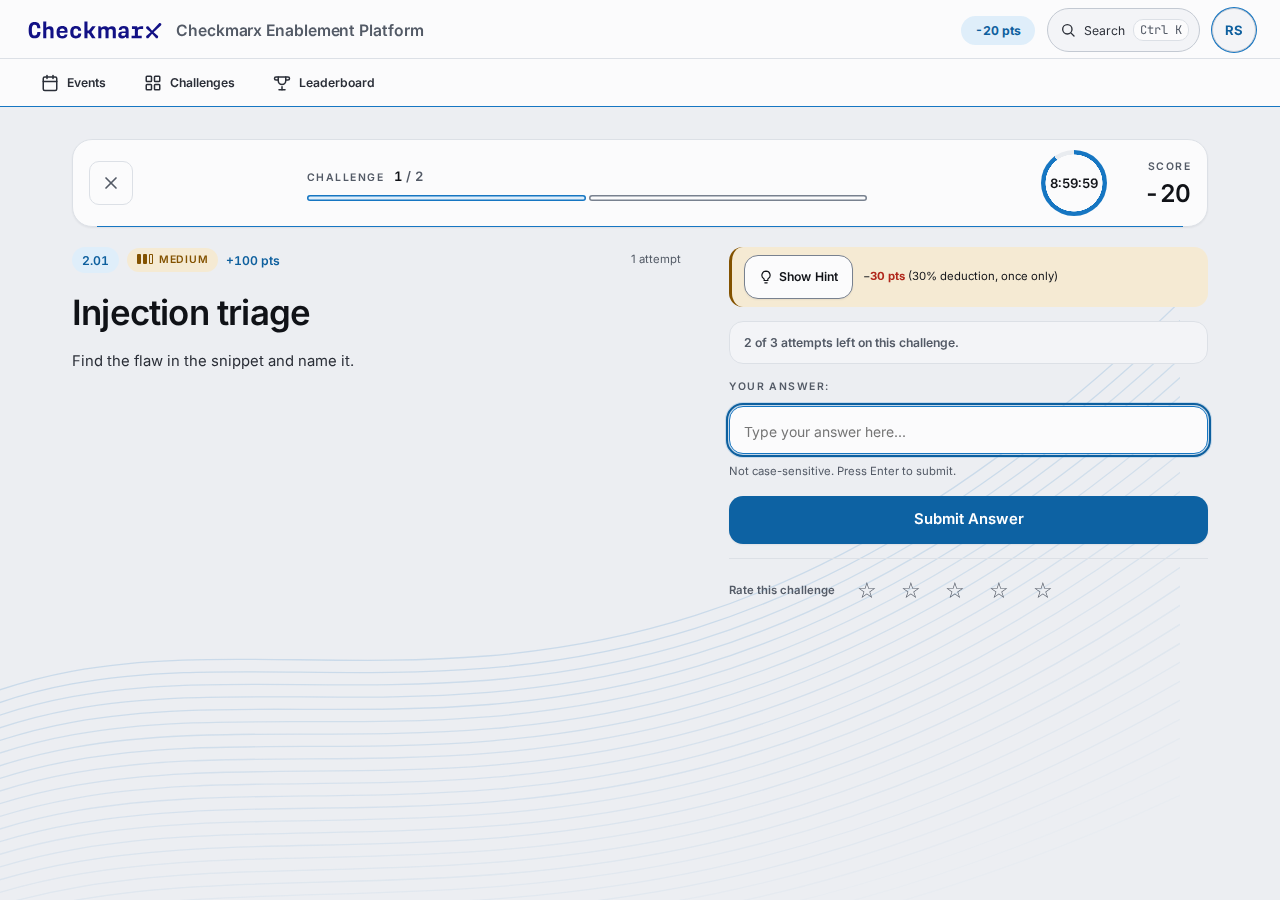 Checkmarx
Checkmarx Enablement Platform
-20 pts
Search
Ctrl K
RS
Events
Challenges
Leaderboard
CHALLENGE 1 / 2
8:59:59
SCORE
-20
2.01
MEDIUM
+100 pts
1 attempt
Injection triage
Find the flaw in the snippet and name it.
Show Hint
−30 pts (30% deduction, once only)
2 of 3 attempts left on this challenge.
YOUR ANSWER:
Type your answer here...
Not case-sensitive. Press Enter to submit.
Submit Answer
Rate this challenge